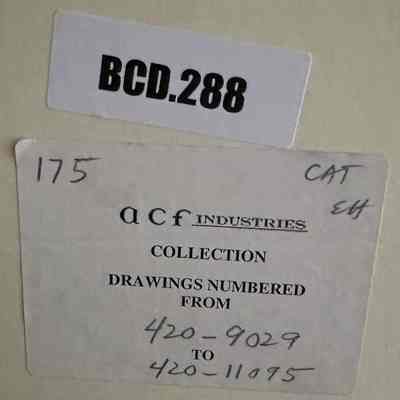 BCD.288
175 CAT
EH
acf INDUSTRIES
COLLECTION
DRAWINGS NUMBERED
FROM
420-9029
TO
420-11095